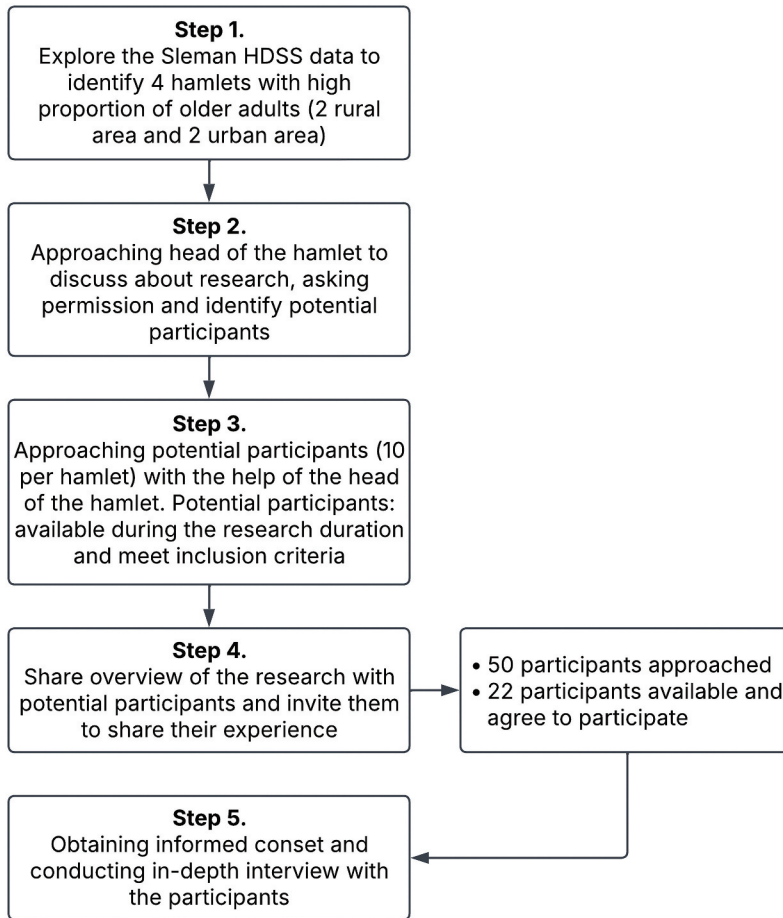 Step 1.
Explore the Sleman HDSS data to
identify 4 hamlets with high
proportion of older adults (2 rural
area and 2 urban area)
Step 2.
Approaching head of the hamlet to
discuss about research, asking
permission and identify potential
participants
Step 3.
Approaching potential participants (10
per hamlet) with the help of the head
of the hamlet. Potential participants:
available during the research duration
and meet inclusion criteria
Step 4.
Share overview of the research with
potential participants and invite them
to share their experience
• 50 participants approached
• 22 participants available and
agree to participate
Step 5.
Obtaining informed conset and
conducting in-depth interview with
the participants